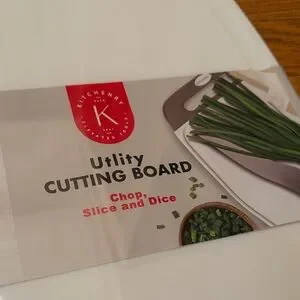 KITCHENRY
K
Utlity
CUTTING BOARD
Chop,
Slice and Dice